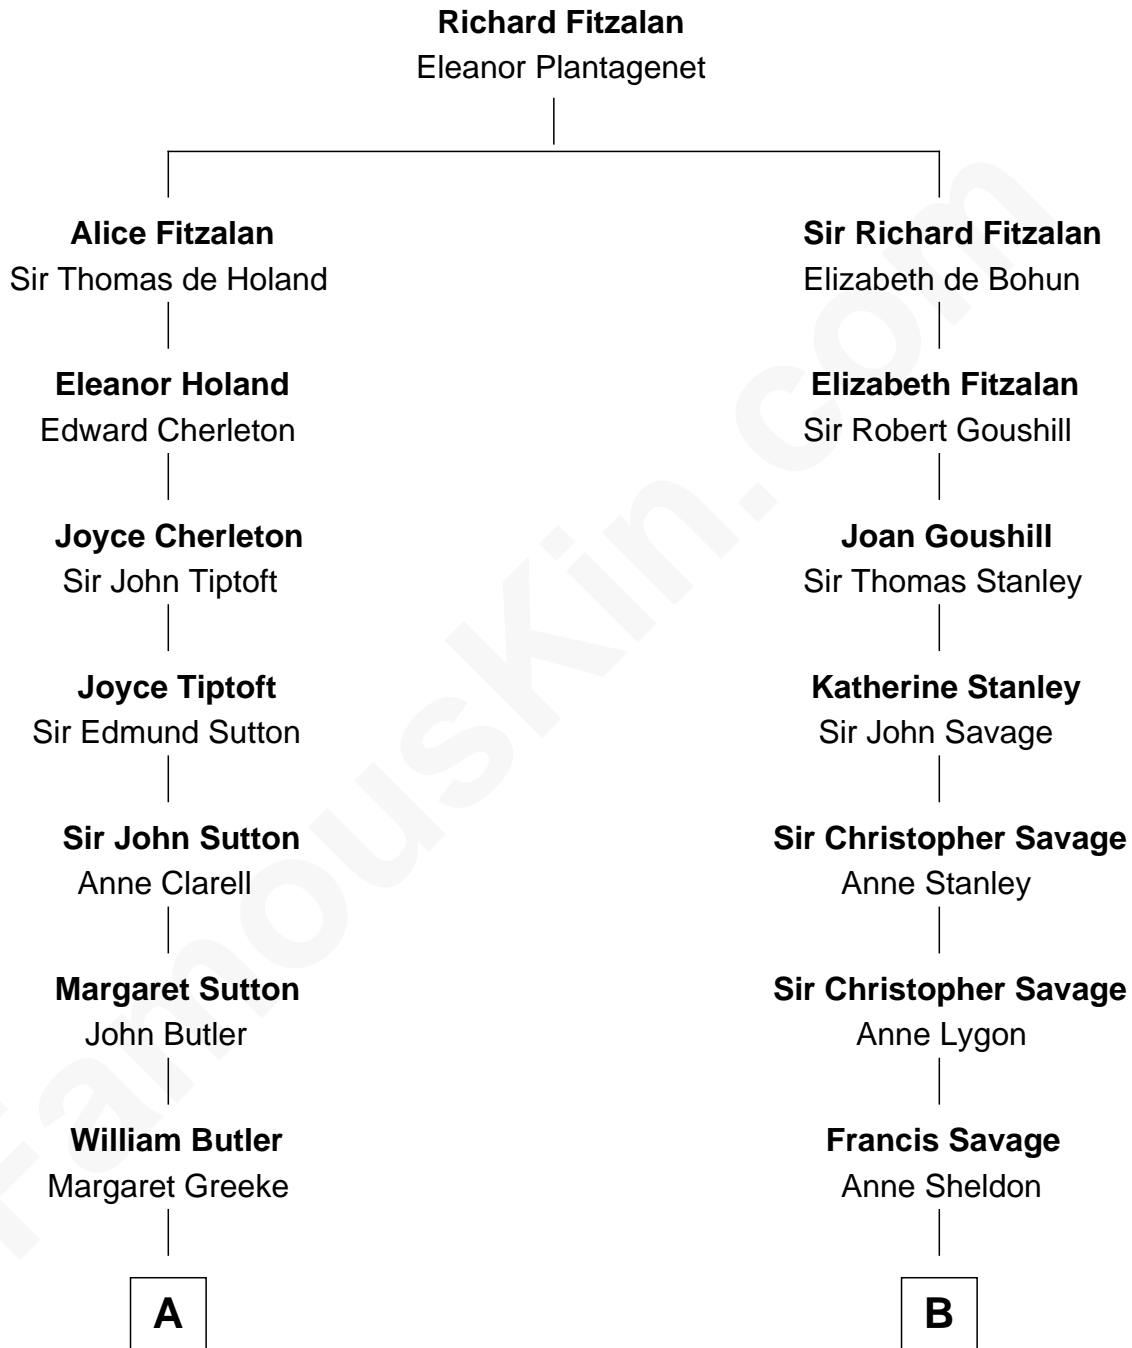 Richard Fitzalan
Eleanor Plantagenet
Alice Fitzalan
Sir Thomas de Holand
Eleanor Holand
Edward Cherleton
Joyce Cherleton
Sir John Tiptoft
Joyce Tiptoft
Sir Edmund Sutton
Sir John Sutton
Anne Clarell
Margaret Sutton
John Butler
William Butler
Margaret Greeke
A
Sir Richard Fitzalan
Elizabeth de Bohun
Elizabeth Fitzalan
Sir Robert Goushill
Joan Goushill
Sir Thomas Stanley
Katherine Stanley
Sir John Savage
Sir Christopher Savage
Anne Stanley
Sir Christopher Savage
Anne Lygon
Francis Savage
Anne Sheldon
B
FamousKin.com